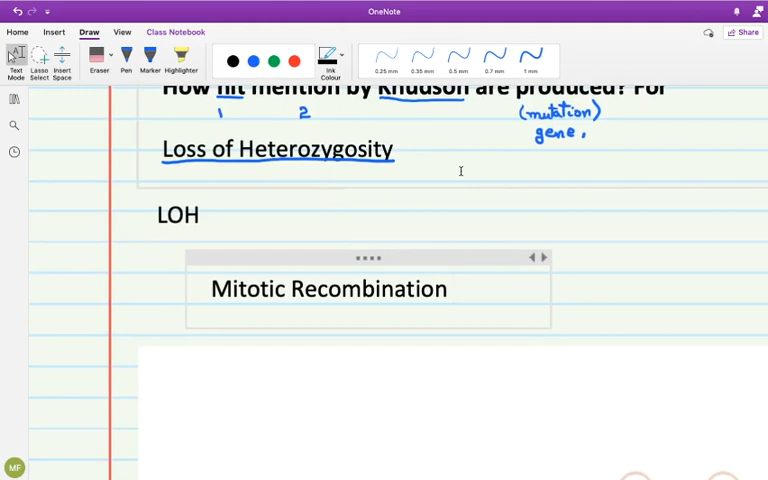 OneNote
Home Insert Draw View Class Notebook
Share
Text Mode
Lasso Select
Insert Space
Eraser
Pen
Marker
Highlighter
Ink Colour
0.25 mm
0.35 mm
0.5 mm
0.7 mm
1 mm
How hit mention by Knudson are produced? For
1 2 (mutation)
gene,
Loss of Heterozygosity
LOH
Mitotic Recombination
MF